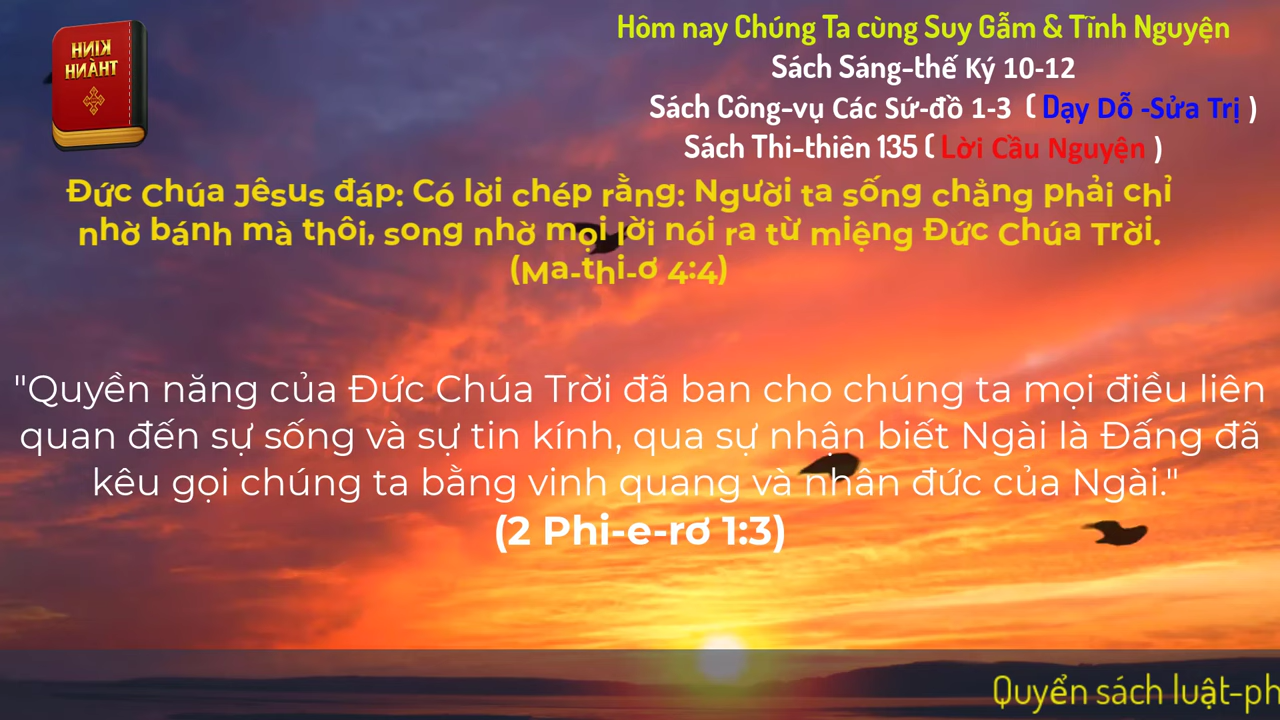 KINH
THÁNH
Hôm nay Chúng Ta cùng Suy Gẫm & Tĩnh Nguyện
Sách Sáng-thế Ký 10-12
Sách Công-vụ Các Sứ-đồ 1-3 ( Dạy Dỗ -Sửa Trị )
Sách Thi-thiên 135 ( Lời Cầu Nguyện )
Đức Chúa Jêsus đáp: Có lời chép rằng: Người ta sống chẳng phải chỉ
nhờ bánh mà thôi, song nhờ mọi lời nói ra từ miệng Đức Chúa Trời.
(Ma-thi-ơ 4:4)
"Quyền năng của Đức Chúa Trời đã ban cho chúng ta mọi điều liên
quan đến sự sống và sự tin kính, qua sự nhận biết Ngài là Đấng đã
kêu gọi chúng ta bằng vinh quang và nhân đức của Ngài."
(2 Phi-e-rơ 1:3)
Quyển sách luật-ph